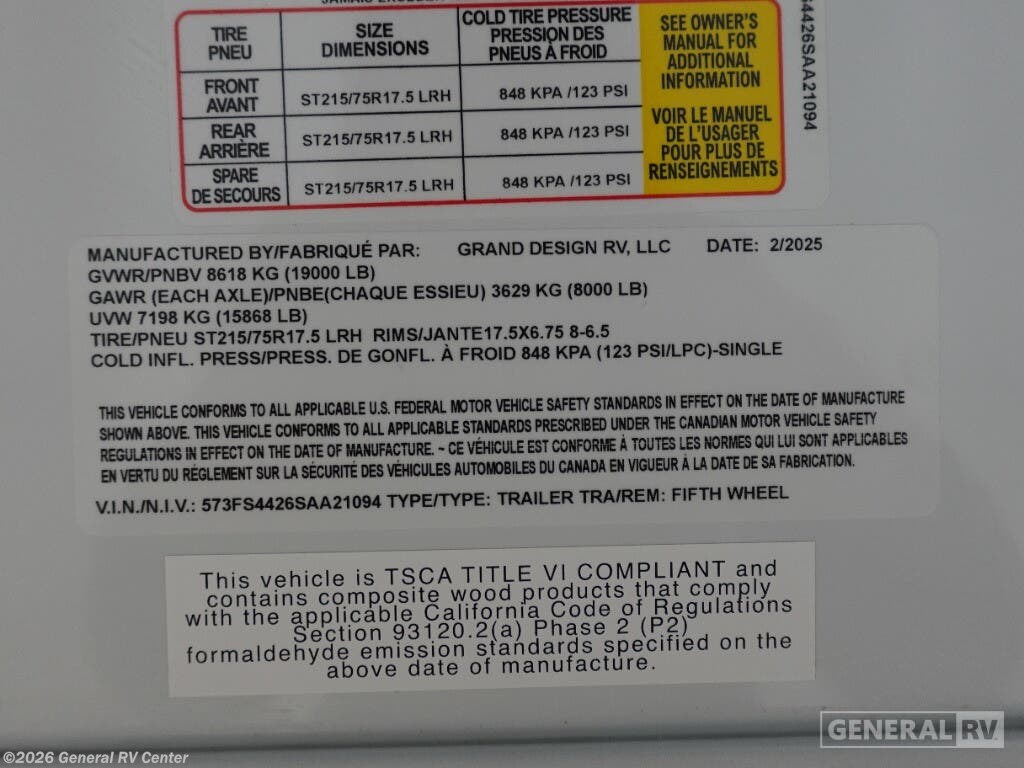 TIRE
PNEU
SIZE
DIMENSIONS
COLD TIRE PRESSURE
PRESSION DES
PNEUS À FROID
SEE OWNER'S
MANUAL FOR
ADDITIONAL
INFORMATION
VOIR LE MANUEL
DE L'USAGER
POUR PLUS DE
RENSEIGNEMENTS
FRONT
AVANT
ST215/75R17.5 LRH
848 KPA /123 PSI
REAR
ARRIÈRE
ST215/75R17.5 LRH
848 KPA /123 PSI
SPARE
DE SECOURS
ST215/75R17.5 LRH
848 KPA /123 PSI
4426SAA21094
MANUFACTURED BY/FABRIQUÉ PAR: GRAND DESIGN RV, LLC DATE: 2/2025
GVWR/PNBV 8618 KG (19000 LB)
GAWR (EACH AXLE)/PNBE(CHAQUE ESSIEU) 3629 KG (8000 LB)
UVW 7198 KG (15868 LB)
TIRE/PNEU ST215/75R17.5 LRH RIMS/JANTE17.5X6.75 8-6.5
COLD INFL. PRESS/PRESS. DE GONFL. À FROID 848 KPA (123 PSI/LPC)-SINGLE
THIS VEHICLE CONFORMS TO ALL APPLICABLE U.S. FEDERAL MOTOR VEHICLE SAFETY STANDARDS IN EFFECT ON THE DATE OF MANUFACTURE
SHOWN ABOVE. THIS VEHICLE CONFORMS TO ALL APPLICABLE STANDARDS PRESCRIBED UNDER THE CANADIAN MOTOR VEHICLE SAFETY
REGULATIONS IN EFFECT ON THE DATE OF MANUFACTURE. ~ CE VÉHICULE EST CONFORME À TOUTES LES NORMES QUI LUI SONT APPLICABLES
EN VERTU DU RÉGLEMENT SUR LA SÉCURITÉ DES VÉHICULES AUTOMOBILES DU CANADA EN VIGUEUR À LA DATE DE SA FABRICATION.
V.I.N./N.I.V.: 573FS4426SAA21094 TYPE/TYPE: TRAILER TRA/REM: FIFTH WHEEL
This vehicle is TSCA TITLE VI COMPLIANT and
contains composite wood products that comply
with the applicable California Code of Regulations
Section 93120.2(a) Phase 2 (P2)
formaldehyde emission standards specified on the
above date of manufacture.
GENERAL RV
©2026 General RV Center